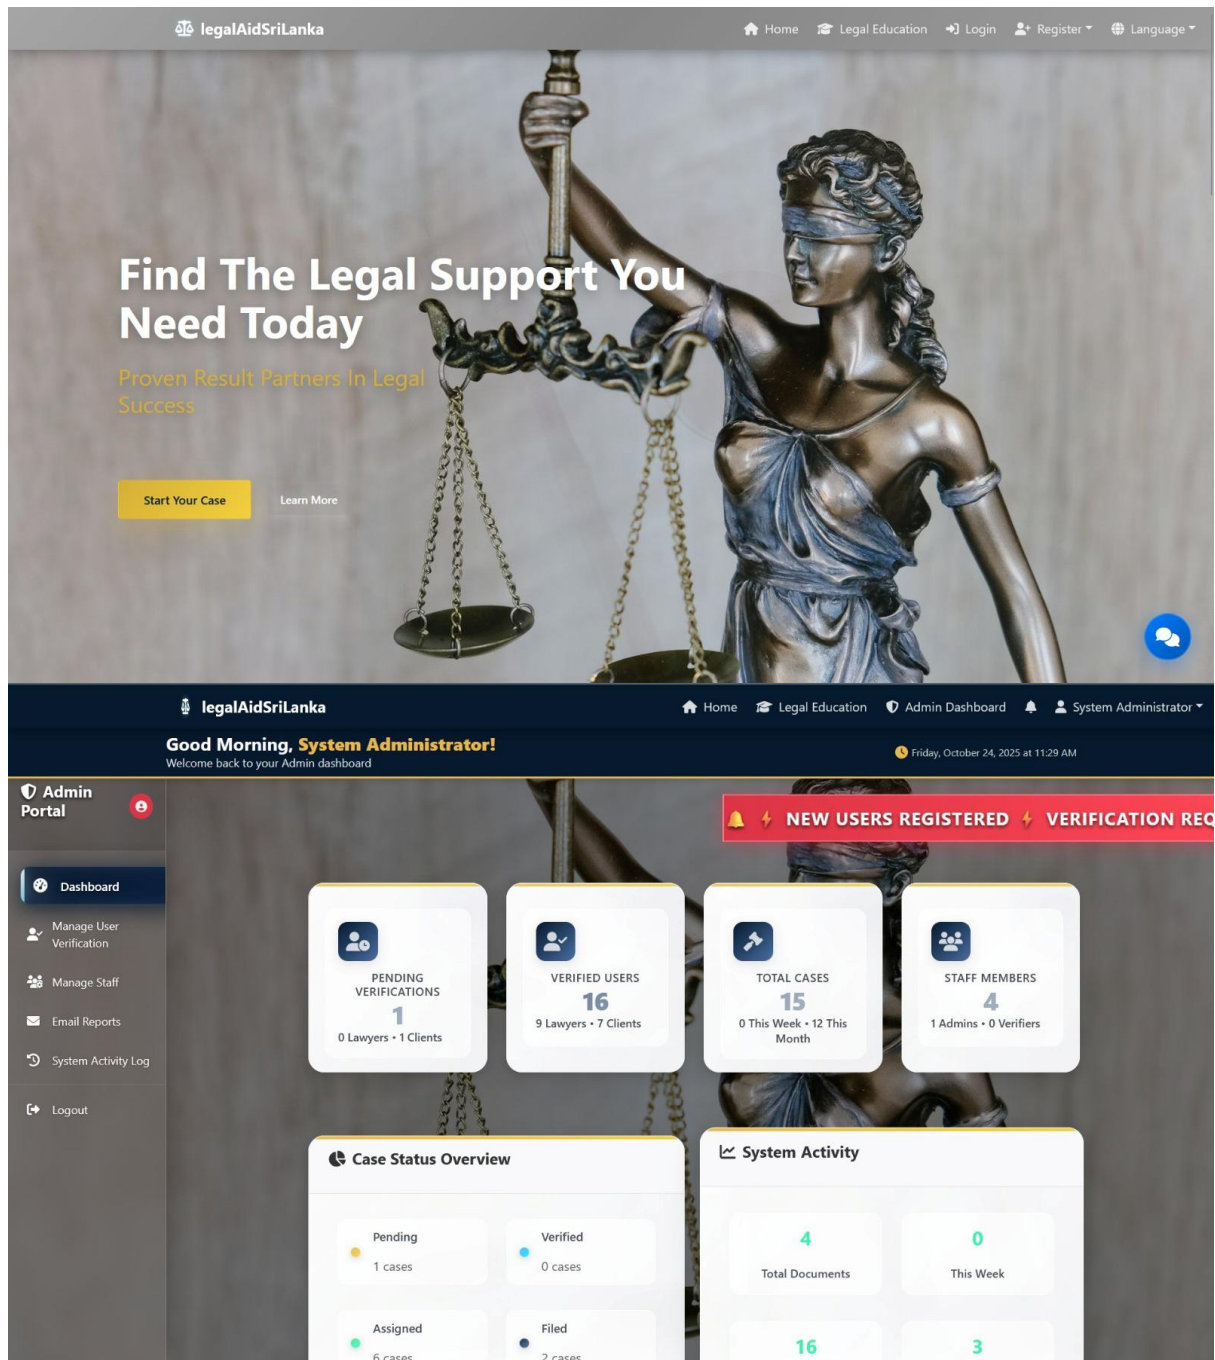 legalAidSriLanka
Home Legal Education Login Register Language
Find The Legal Support You
Need Today
Proven Result Partners In Legal
Success
Start Your Case Learn More
legalAidSriLanka
Home Legal Education Admin Dashboard System Administrator
Good Morning, System Administrator!
Welcome back to your Admin dashboard
Friday, October 24, 2025 at 11:29 AM
Admin
Portal
NEW USERS REGISTERED VERIFICATION REQ
Dashboard
Manage User
Verification
Manage Staff
Email Reports
System Activity Log
Logout
PENDING
VERIFICATIONS
1
0 Lawyers • 1 Clients
VERIFIED USERS
16
9 Lawyers • 7 Clients
TOTAL CASES
15
0 This Week • 12 This
Month
STAFF MEMBERS
4
1 Admins • 0 Verifiers
Case Status Overview
Pending
1 cases
Verified
0 cases
Assigned
6 cases
Filed
2 cases
System Activity
4
Total Documents
0
This Week
16
3